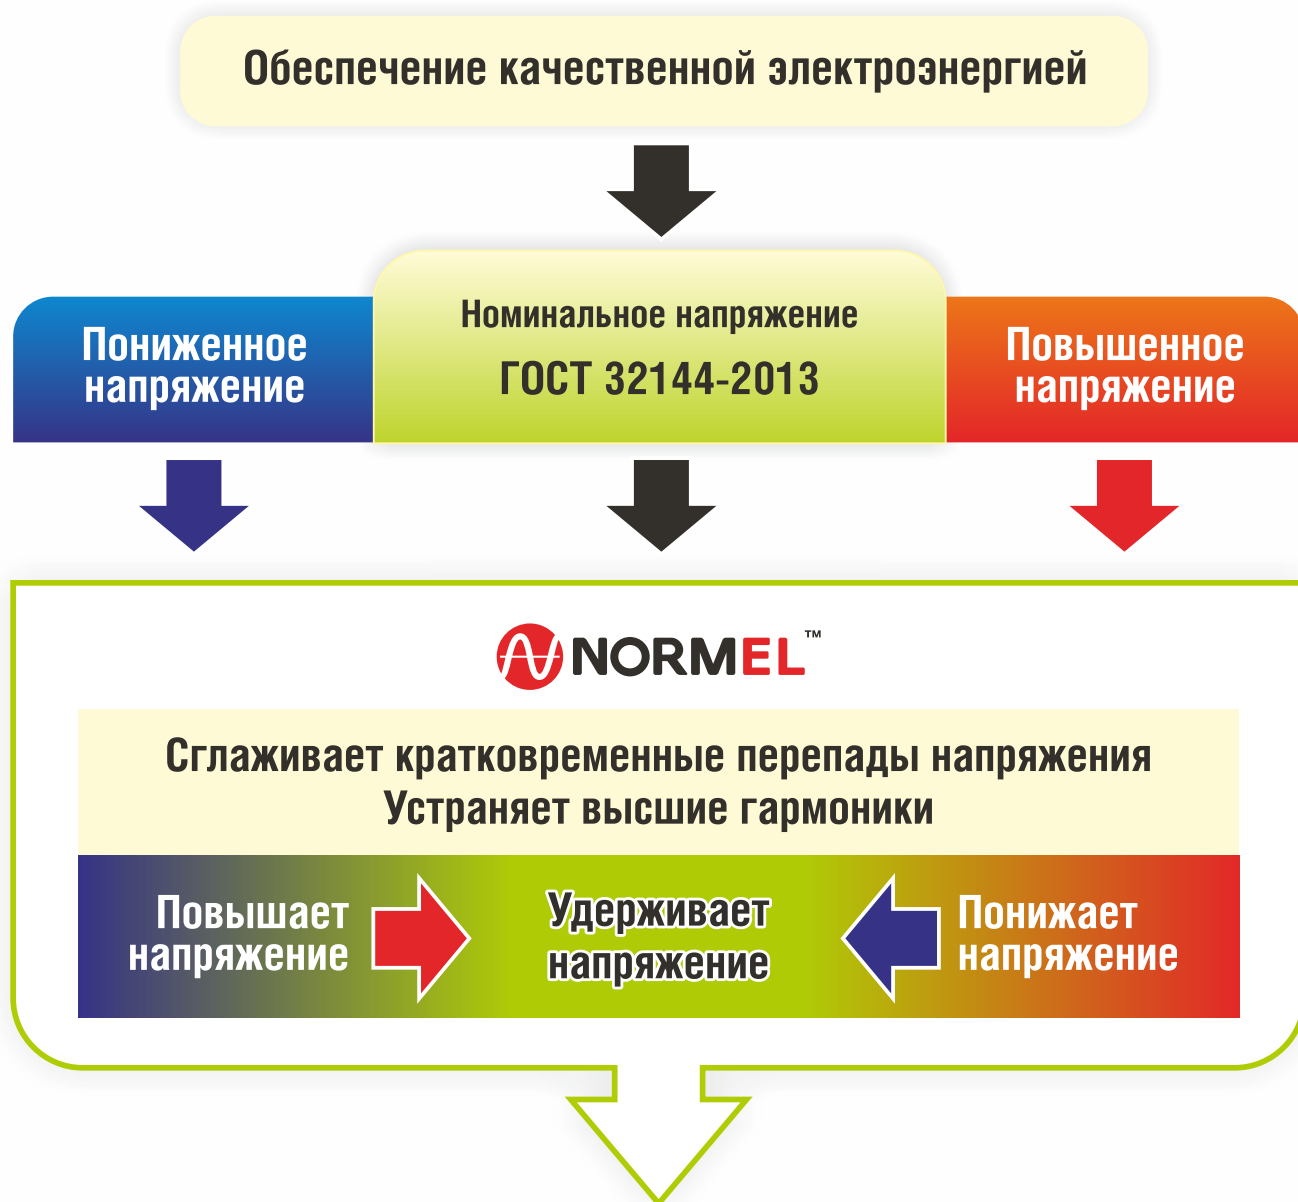 Обеспечение качественной электроэнергией
Пониженное
напряжение
Номинальное напряжение
ГОСТ 32144-2013
Повышенное
напряжение
NORMEL™
Сглаживает кратковременные перепады напряжения
Устраняет высшие гармоники
Повышает
напряжение
Удерживает
напряжение
Понижает
напряжение